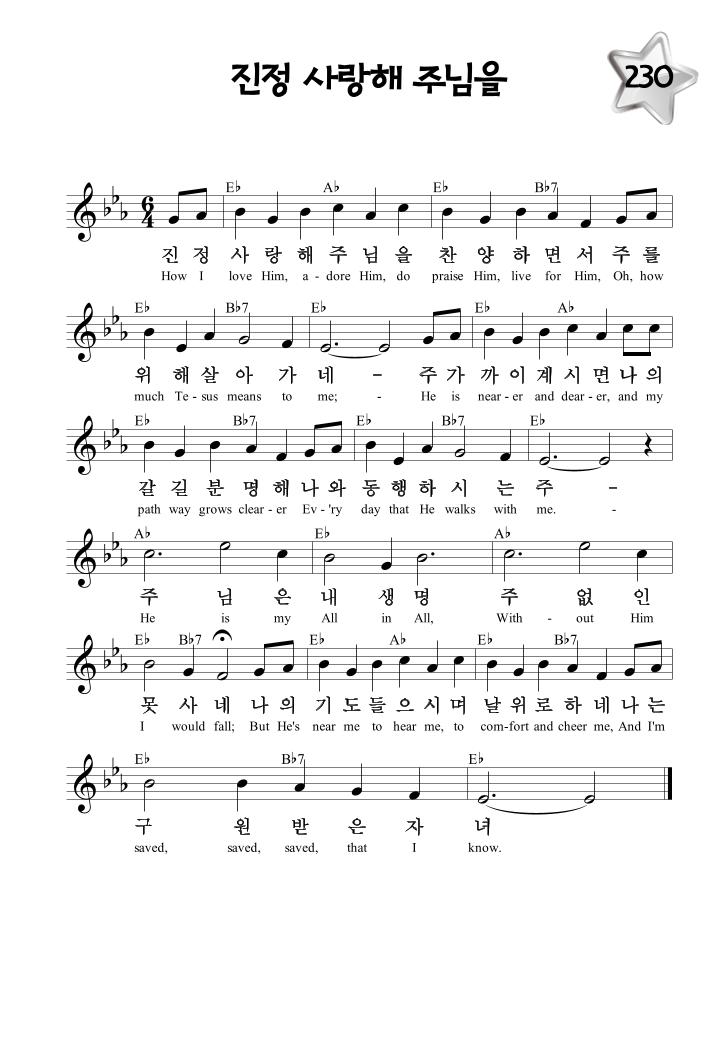 진정 사랑해 주님을
230
E♭ A♭ E♭ B♭7
6
4
진 정 사 랑 해 주 님 을 찬 양 하 면 서 주 를
How I love Him, a - dore Him, do praise Him, live for Him, Oh, how
E♭ B♭7 E♭ E♭ A♭
위 해 살 아 가 네 - 주 가 까 이 계 시 면 나 의
much Te - sus means to me; - He is near - er and dear - er, and my
E♭ B♭7 E♭ B♭7 E♭
갈 길 분 명 해 나 와 동 행 하 시 는 주 -
path way grows clear - er Ev - 'ry day that He walks with me. -
A♭ E♭ A♭
주 님 은 내 생 명 주 없 인
He is my All in All, With - out Him
E♭ B♭7 E♭ A♭ E♭ B♭7
못 사 네 나 의 기 도 들 으 시 며 날 위 로 하 네 나 는
I would fall; But He's near me to hear me, to com-fort and cheer me, And I'm
E♭ B♭7 E♭
구 원 받 은 자 녀
saved, saved, saved, that I know.